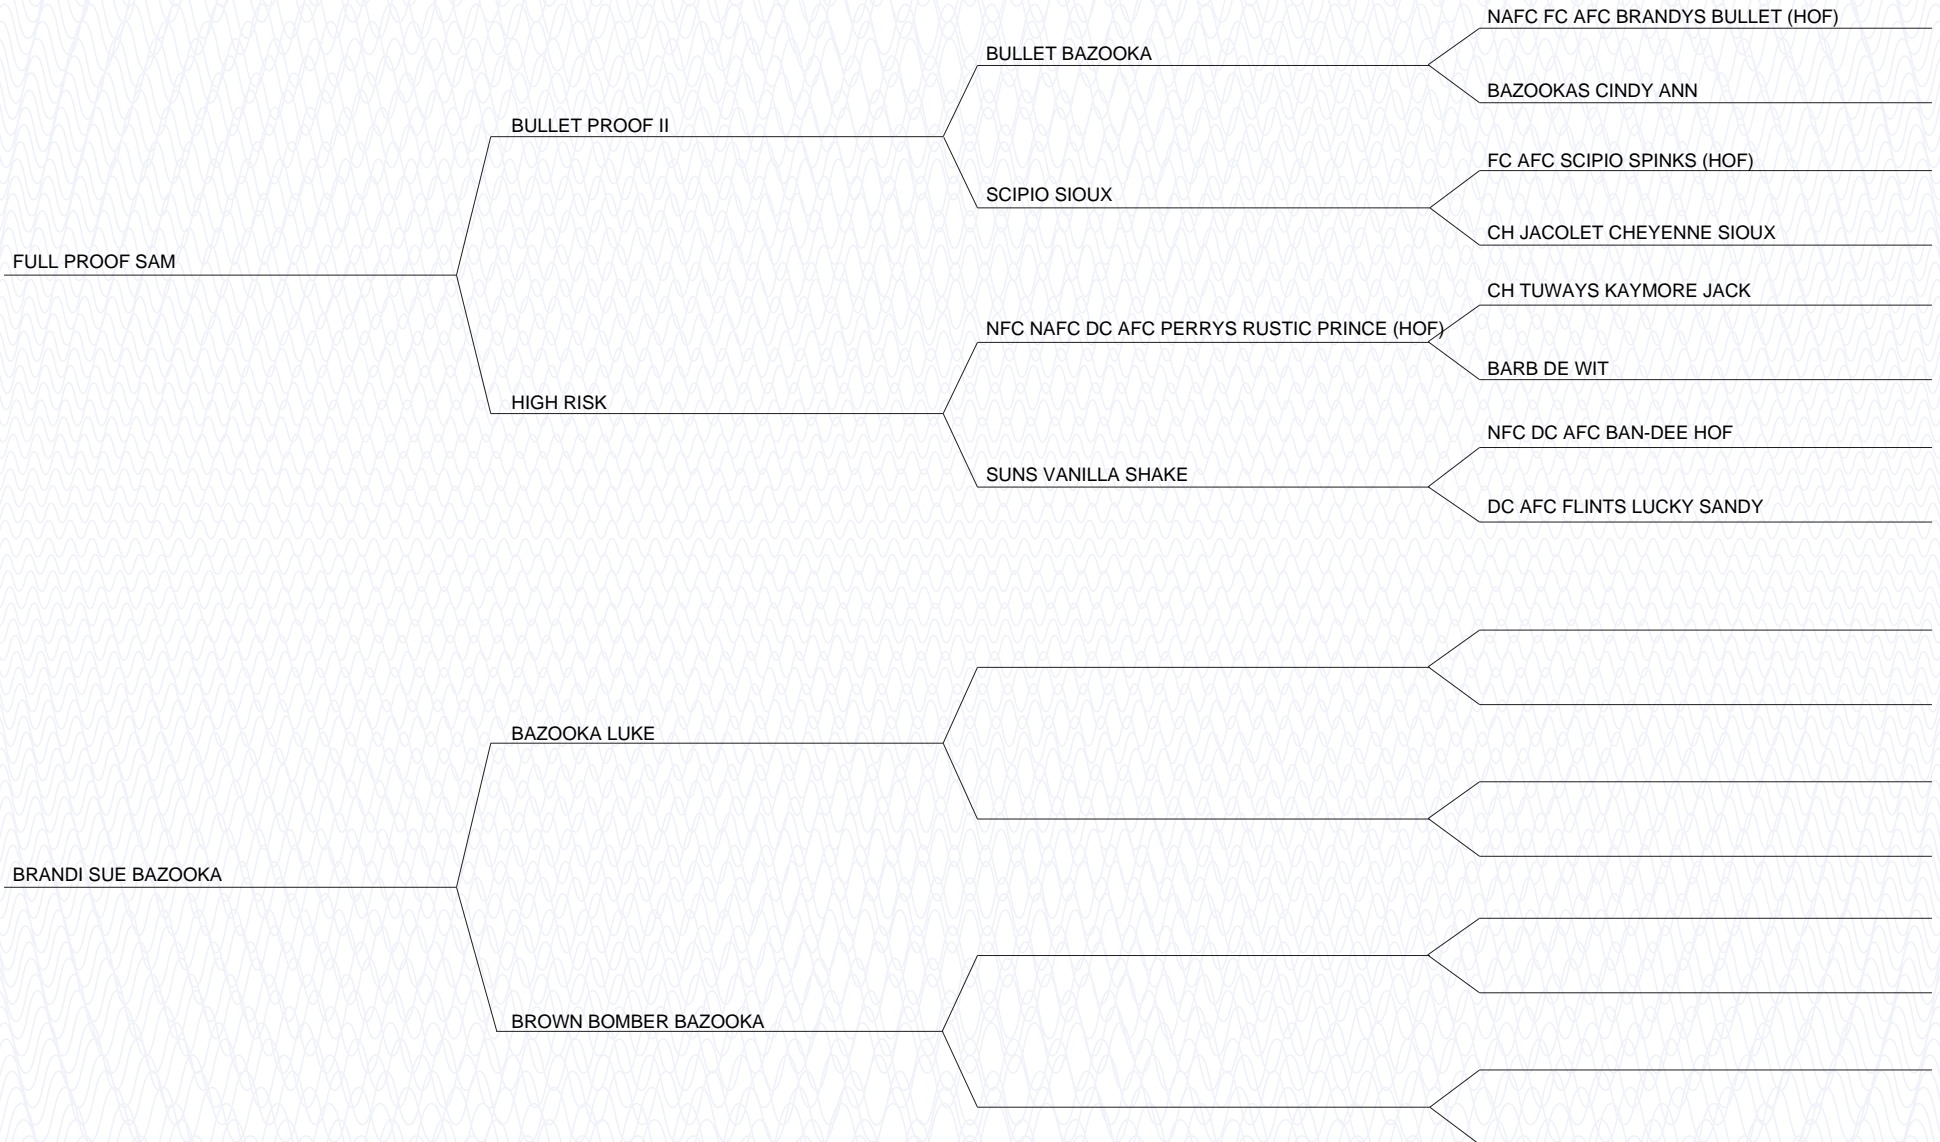 NAFC FC AFC BRANDYS BULLET (HOF)
BULLET BAZOOKA
BAZOOKAS CINDY ANN
BULLET PROOF II
FC AFC SCIPIO SPINKS (HOF)
SCIPIO SIOUX
CH JACOLET CHEYENNE SIOUX
FULL PROOF SAM
CH TUWAYS KAYMORE JACK
NFC NAFC DC AFC PERRYS RUSTIC PRINCE (HOF)
BARB DE WIT
HIGH RISK
NFC DC AFC BAN-DEE HOF
SUNS VANILLA SHAKE
DC AFC FLINTS LUCKY SANDY
BAZOOKA LUKE
BRANDI SUE BAZOOKA
BROWN BOMBER BAZOOKA